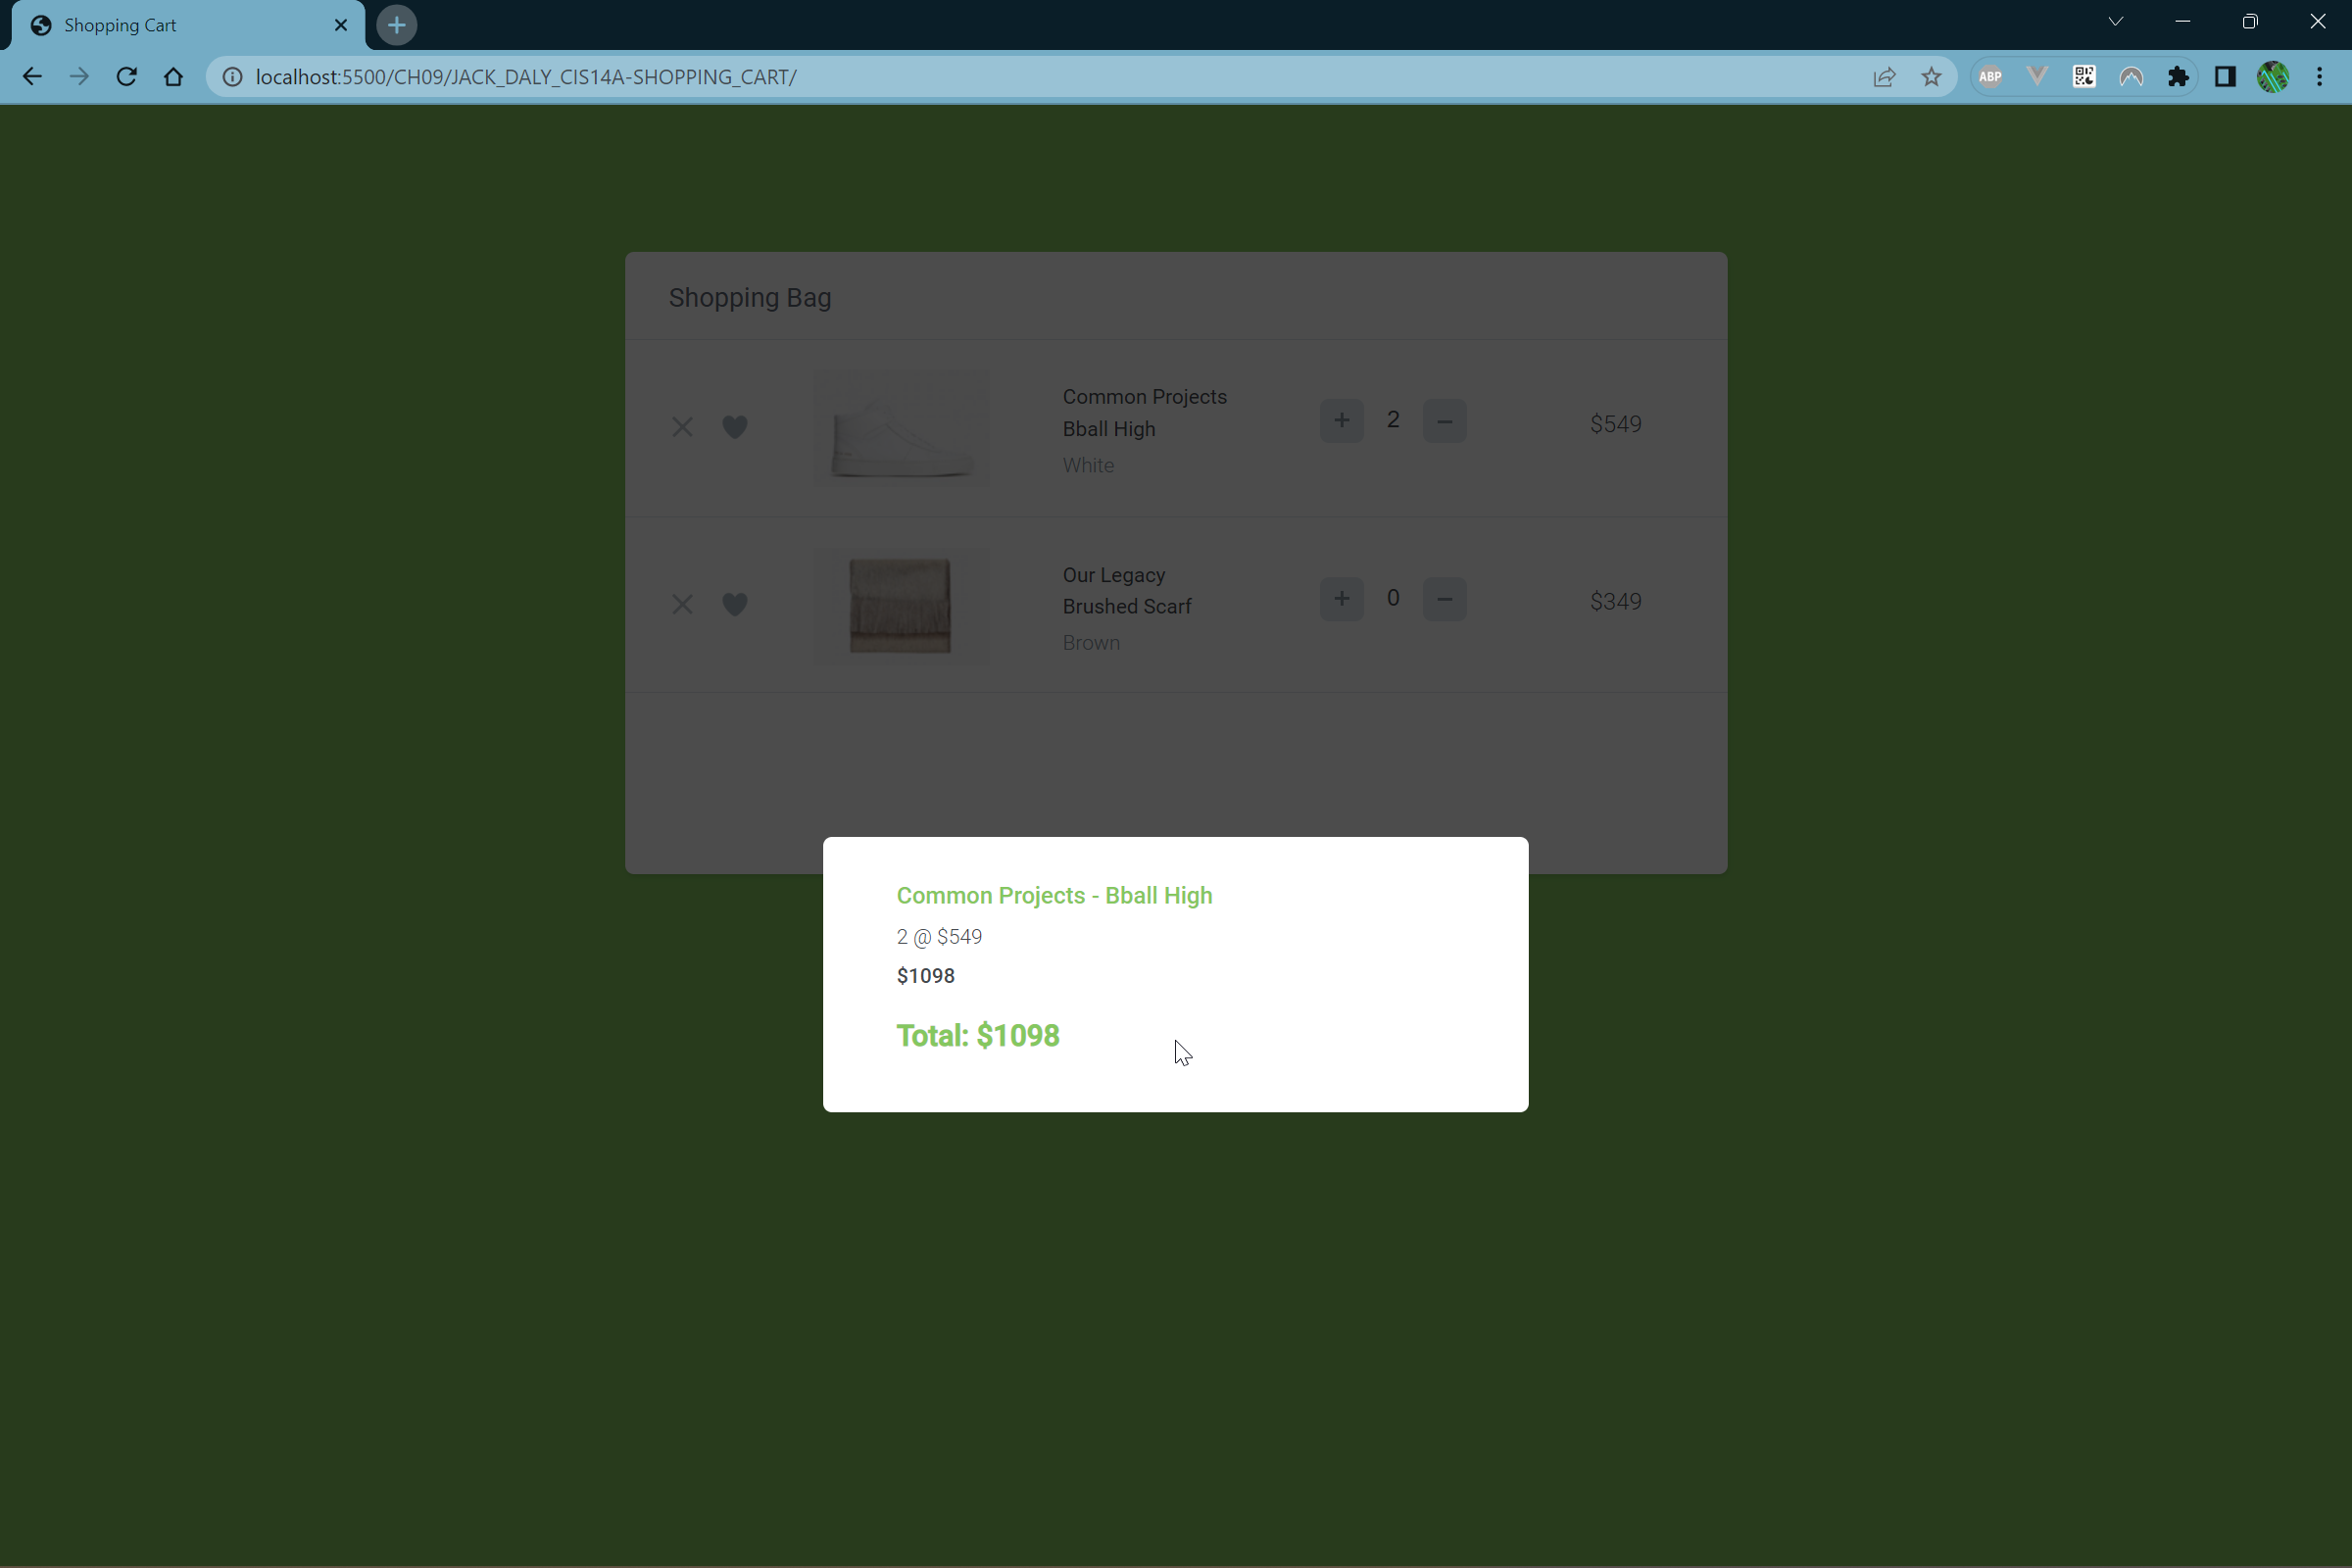 Shopping Cart
localhost:5500/CH09/JACK_DALY_CIS14A-SHOPPING_CART/
ABP
Shopping Bag
Common Projects
Bball High
White
+ 2 −
$549
Our Legacy
Brushed Scarf
Brown
+ 0 −
$349
Common Projects - Bball High
2 @ $549
$1098
Total: $1098